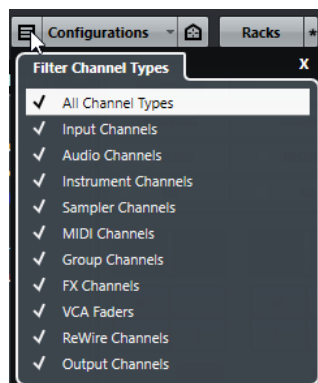 Configurations Racks *
Filter Channel Types X
All Channel Types
Input Channels
Audio Channels
Instrument Channels
Sampler Channels
MIDI Channels
Group Channels
FX Channels
VCA Faders
ReWire Channels
Output Channels